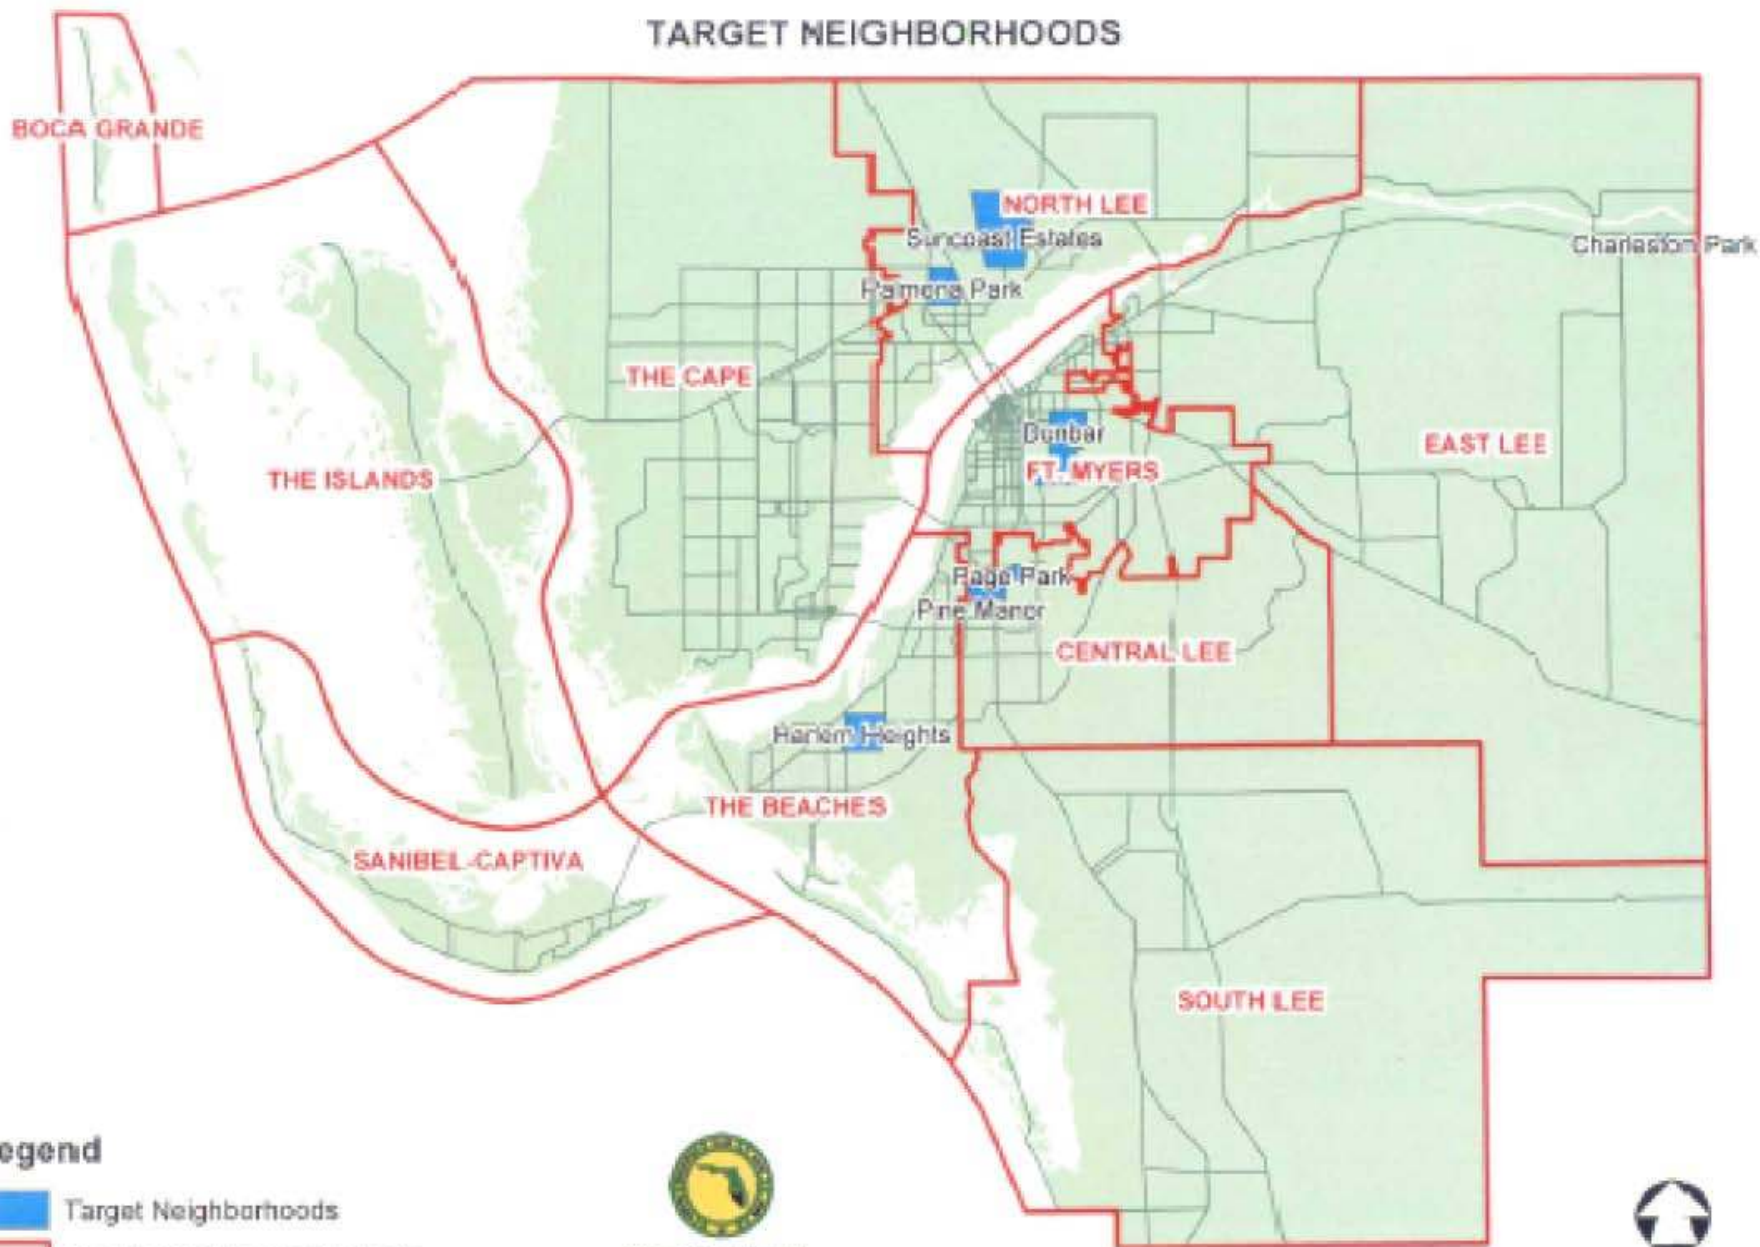 TARGET NEIGHBORHOODS
BOCA GRANDE
NORTH LEE
Suncoast Estates
Charleston Park
Palmona Park
THE CAPE
Dunbar
EAST LEE
FT. MYERS
THE ISLANDS
Page Park
Pine Manor
CENTRAL LEE
Harlem Heights
THE BEACHES
SANIBEL-CAPTIVA
SOUTH LEE
egend
Target Neighborhoods